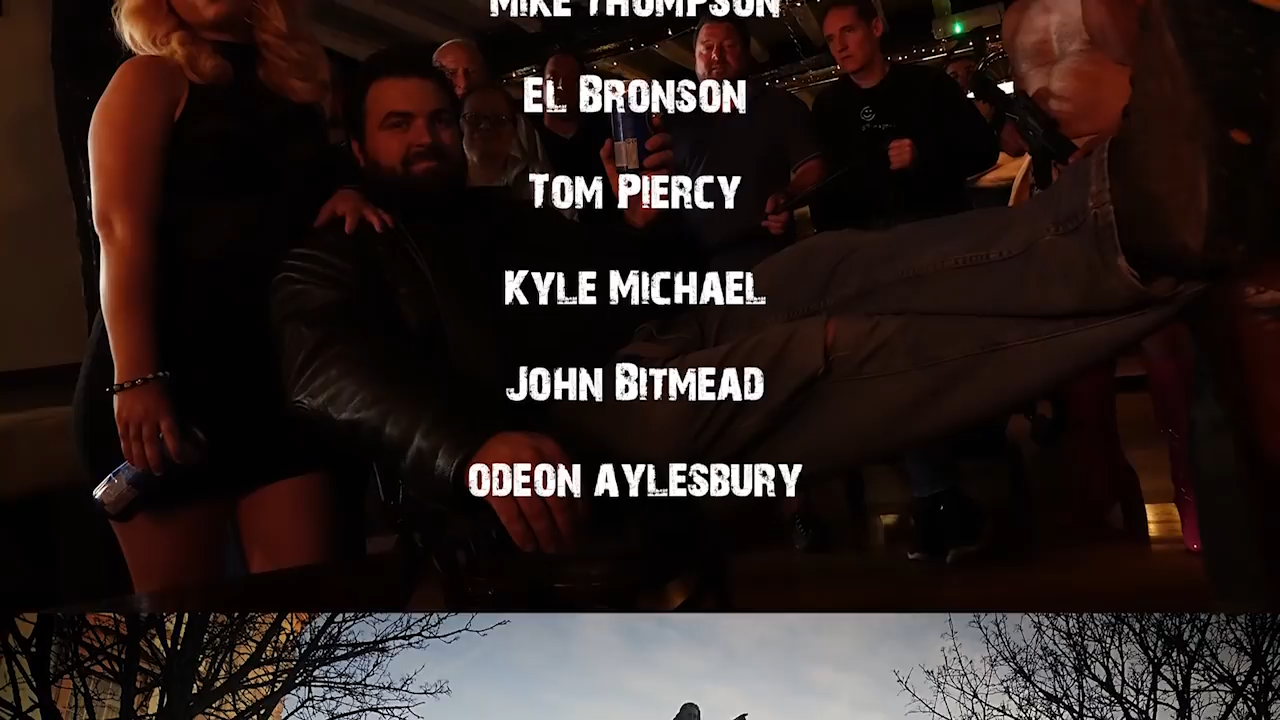 MIKE THOMPSON
EL BRONSON
TOM PIERCY
KYLE MICHAEL
JOHN BITMEAD
ODEON AYLESBURY